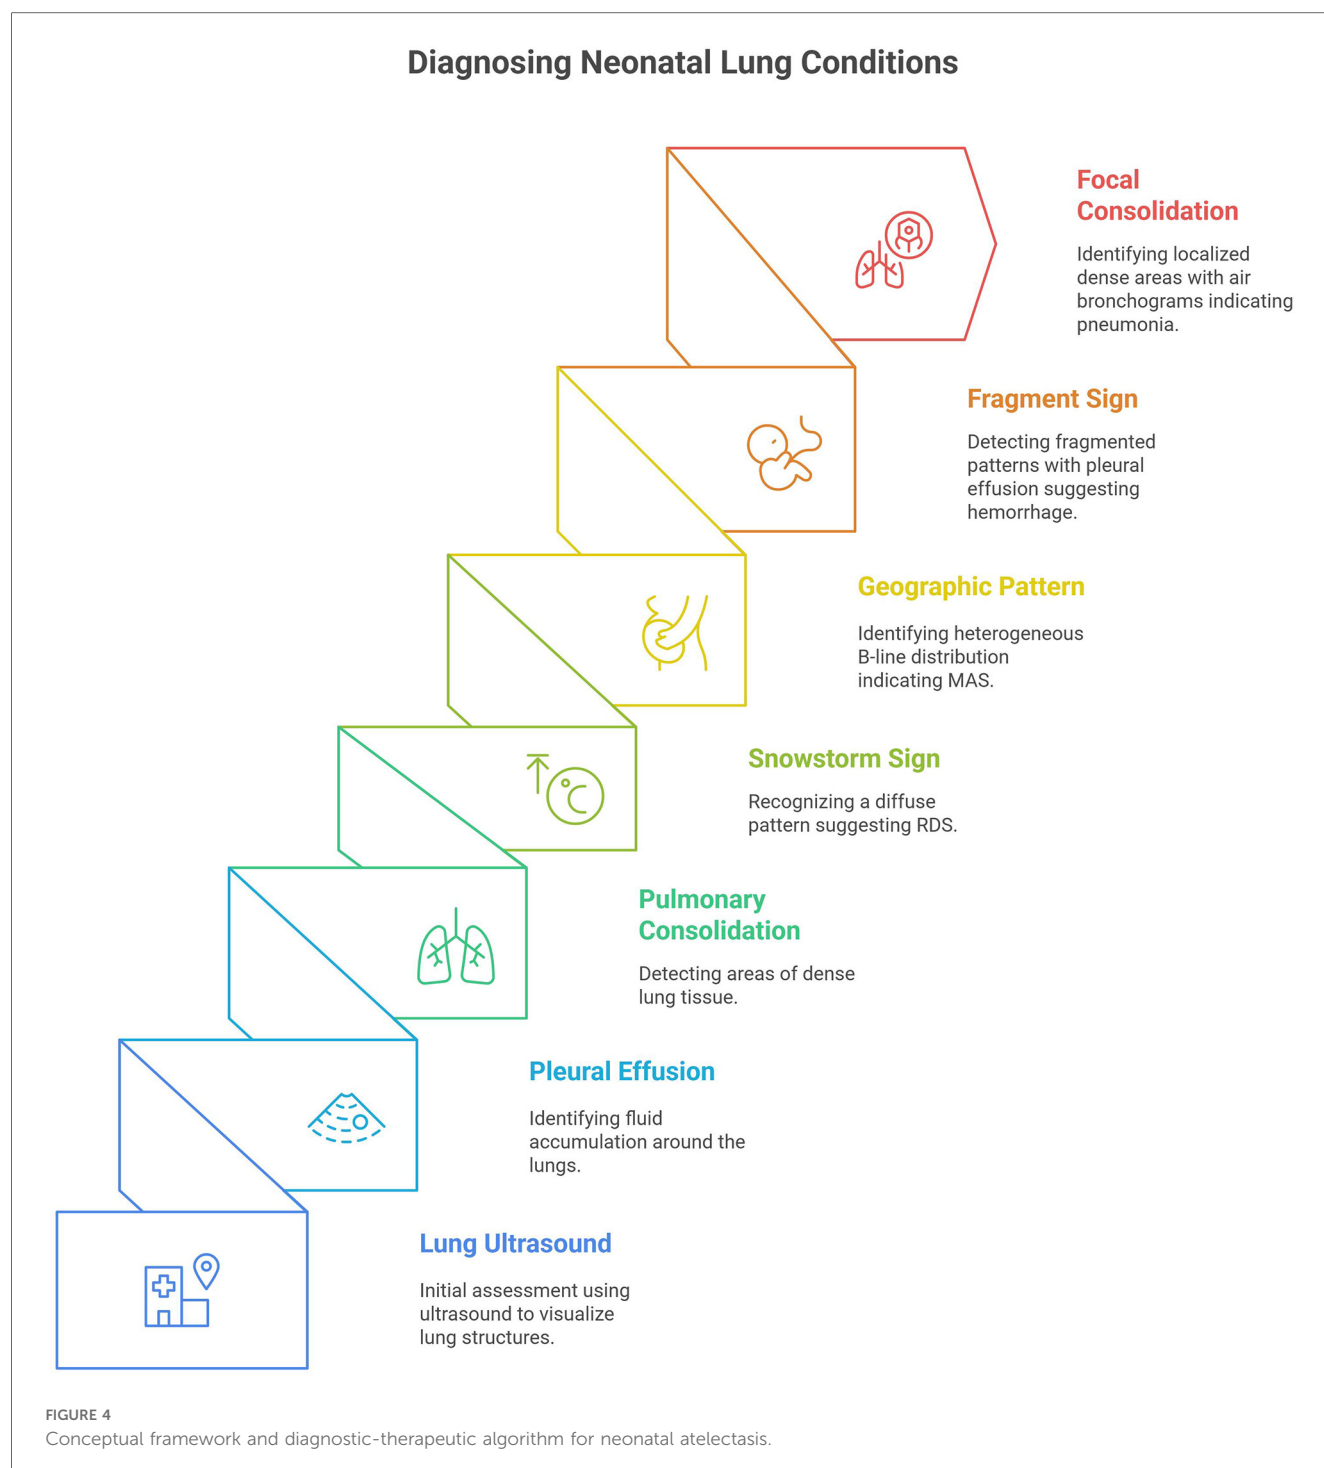 Diagnosing Neonatal Lung Conditions
Focal
Consolidation
Identifying localized
dense areas with air
bronchograms indicating
pneumonia.
Fragment Sign
Detecting fragmented
patterns with pleural
effusion suggesting
hemorrhage.
Geographic Pattern
Identifying heterogeneous
B-line distribution
indicating MAS.
Snowstorm Sign
Recognizing a diffuse
pattern suggesting RDS.
Pulmonary
Consolidation
Detecting areas of dense
lung tissue.
Pleural Effusion
Identifying fluid
accumulation around the
lungs.
Lung Ultrasound
Initial assessment using
ultrasound to visualize
lung structures.
FIGURE 4
Conceptual framework and diagnostic-therapeutic algorithm for neonatal atelectasis.